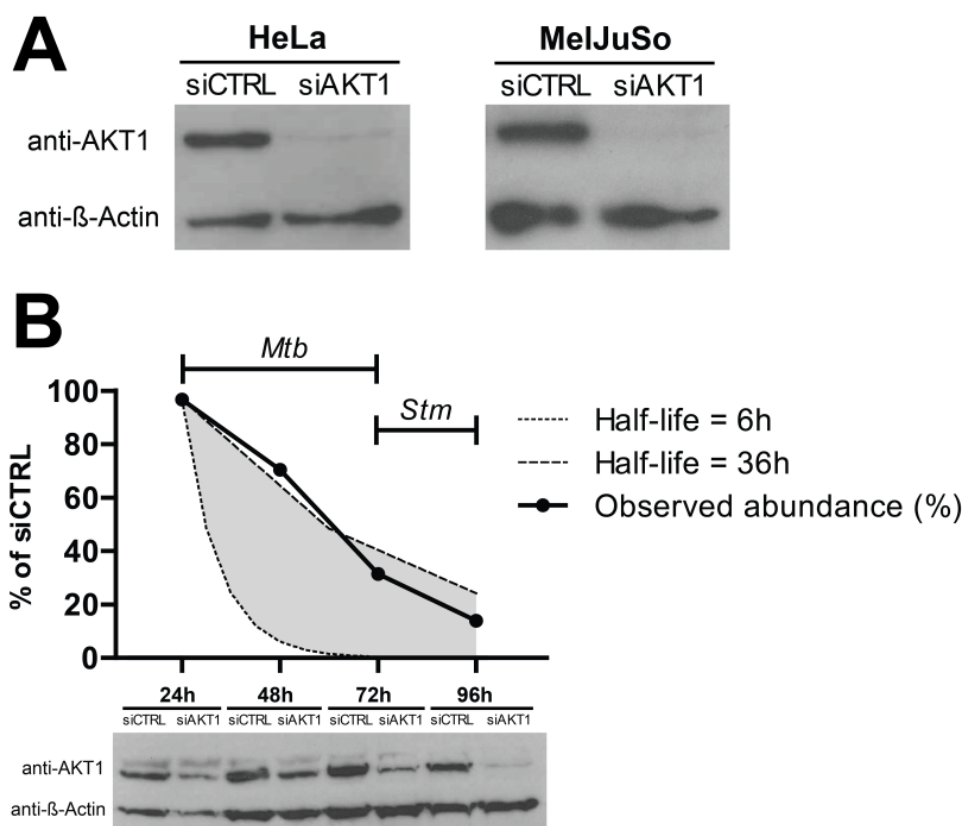 A
HeLa
MelJuSo
siCTRL siAKT1
siCTRL siAKT1
anti-AKT1
anti-ß-Actin
B
Mtb
Stm
% of siCTRL
100
80
60
40
20
0
Half-life = 6h
Half-life = 36h
Observed abundance (%)
24h 48h 72h 96h
siCTRL siAKT1 siCTRL siAKT1 siCTRL siAKT1 siCTRL siAKT1
anti-AKT1
anti-ß-Actin